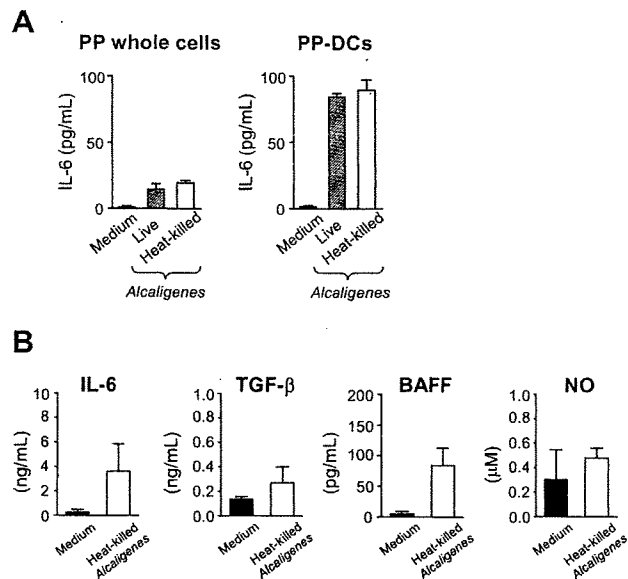 A
PP whole cells
PP-DCs
IL-6 (pg/mL)
100
50
0
Medium
Live
Heat-killed
Alcaligenes
IL-6 (pg/mL)
100
50
0
Medium
Live
Heat-killed
Alcaligenes
B
IL-6
TGF-β
BAFF
NO
(ng/mL)
10
8
6
4
2
0
Medium
Heat-killed
Alcaligenes
(ng/mL)
1.0
0.8
0.6
0.4
0.2
0.0
Medium
Heat-killed
Alcaligenes
(pg/mL)
200
150
100
50
0
Medium
Heat-killed
Alcaligenes
(μM)
1.0
0.8
0.6
0.4
0.2
0.0
Medium
Heat-killed
Alcaligenes